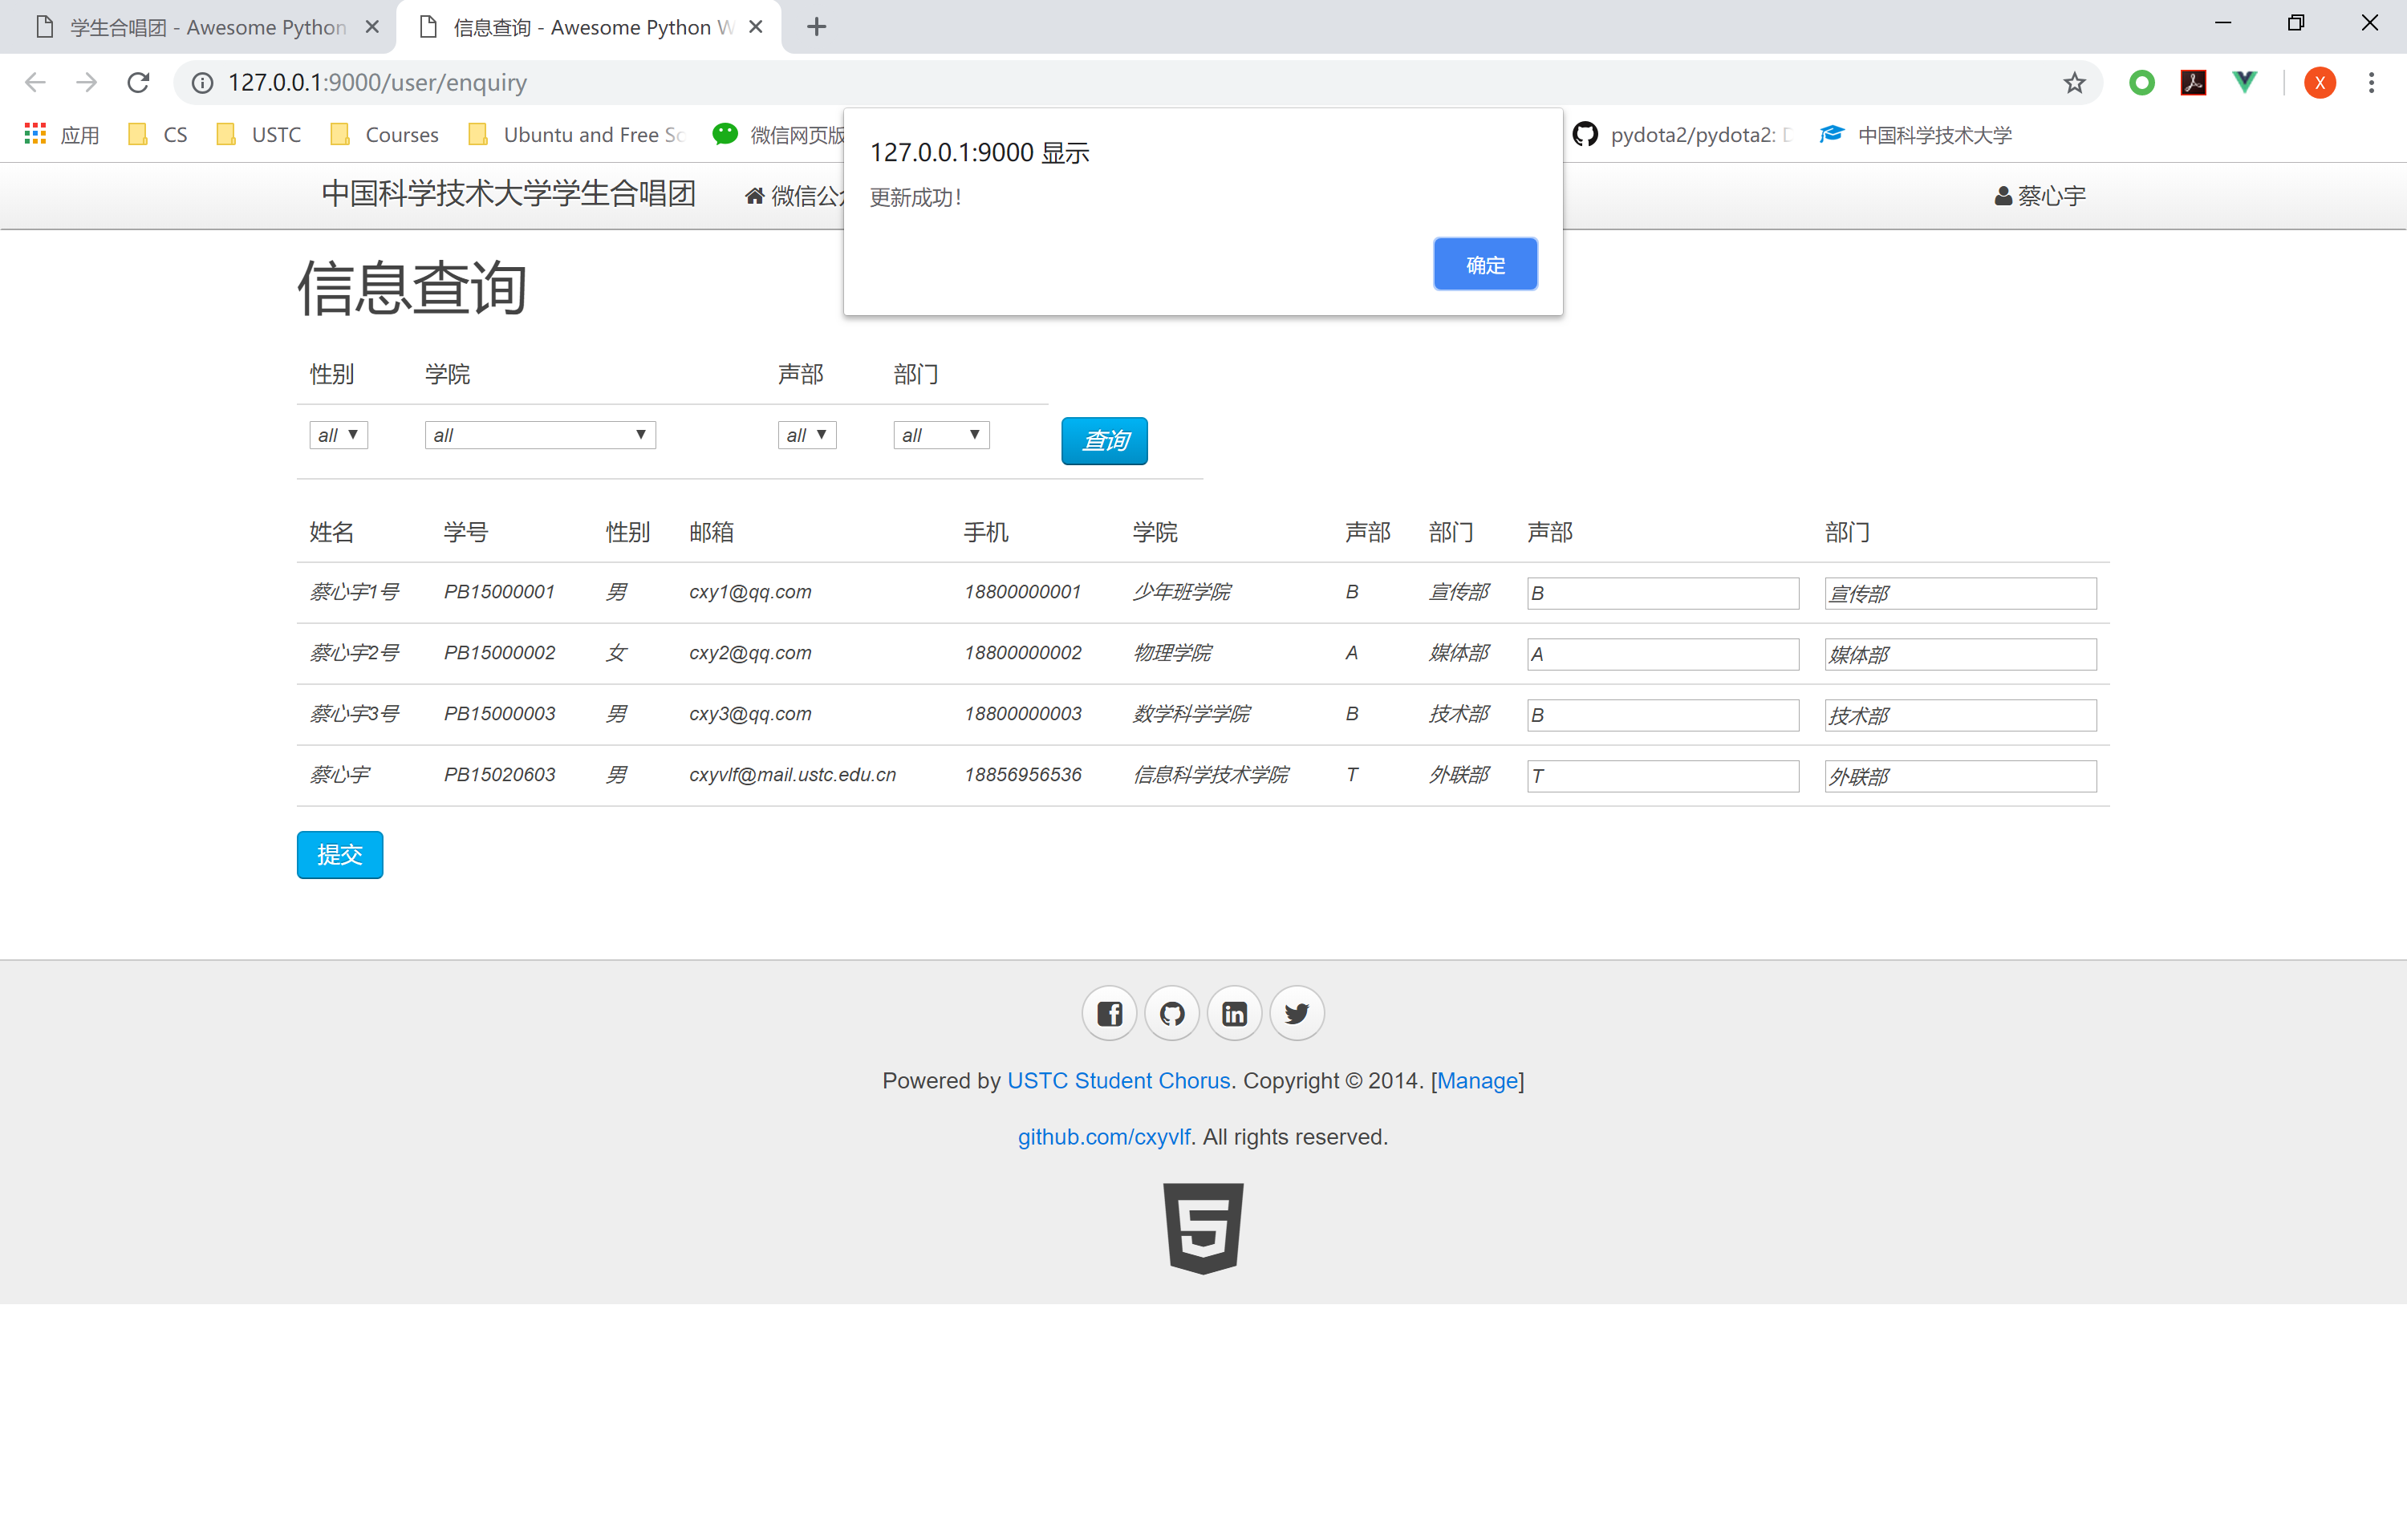 学生合唱团 - Awesome Python
信息查询 - Awesome Python W
127.0.0.1:9000/user/enquiry
X
应用 CS USTC Courses Ubuntu and Free So 微信网页版 pydota2/pydota2: D 中国科学技术大学
127.0.0.1:9000 显示
更新成功!
确定
中国科学技术大学学生合唱团 微信公众 蔡心宇
信息查询
性别 学院 声部 部门
all all all all 查询
姓名 学号 性别 邮箱 手机 学院 声部 部门 声部 部门
蔡心宇1号 PB15000001 男 cxy1@qq.com 18800000001 少年班学院 B 宣传部 B 宣传部
蔡心宇2号 PB15000002 女 cxy2@qq.com 18800000002 物理学院 A 媒体部 A 媒体部
蔡心宇3号 PB15000003 男 cxy3@qq.com 18800000003 数学科学学院 B 技术部 B 技术部
蔡心宇 PB15020603 男 cxyvlf@mail.ustc.edu.cn 18856956536 信息科学技术学院 T 外联部 T 外联部
提交
Powered by USTC Student Chorus. Copyright © 2014. [Manage]
github.com/cxyvlf. All rights reserved.